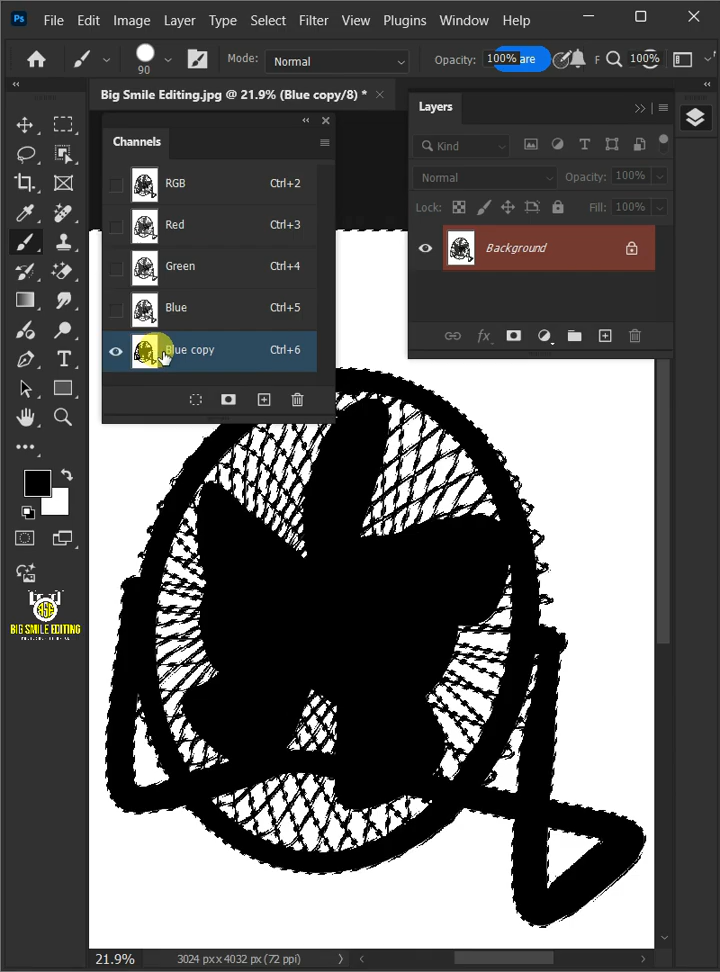 Ps File Edit Image Layer Type Select Filter View Plugins Window Help
90 Mode: Normal Opacity: 100% are F 100%
Big Smile Editing.jpg @ 21.9% (Blue copy/8) *
Layers
Channels
Kind
Normal Opacity: 100%
Lock: Fill: 100%
Background
fx
RGB Ctrl+2
Red Ctrl+3
Green Ctrl+4
Blue Ctrl+5
Blue copy Ctrl+6
BIG SMILE EDITING
21.9% 3024 px x 4032 px (72 ppi)